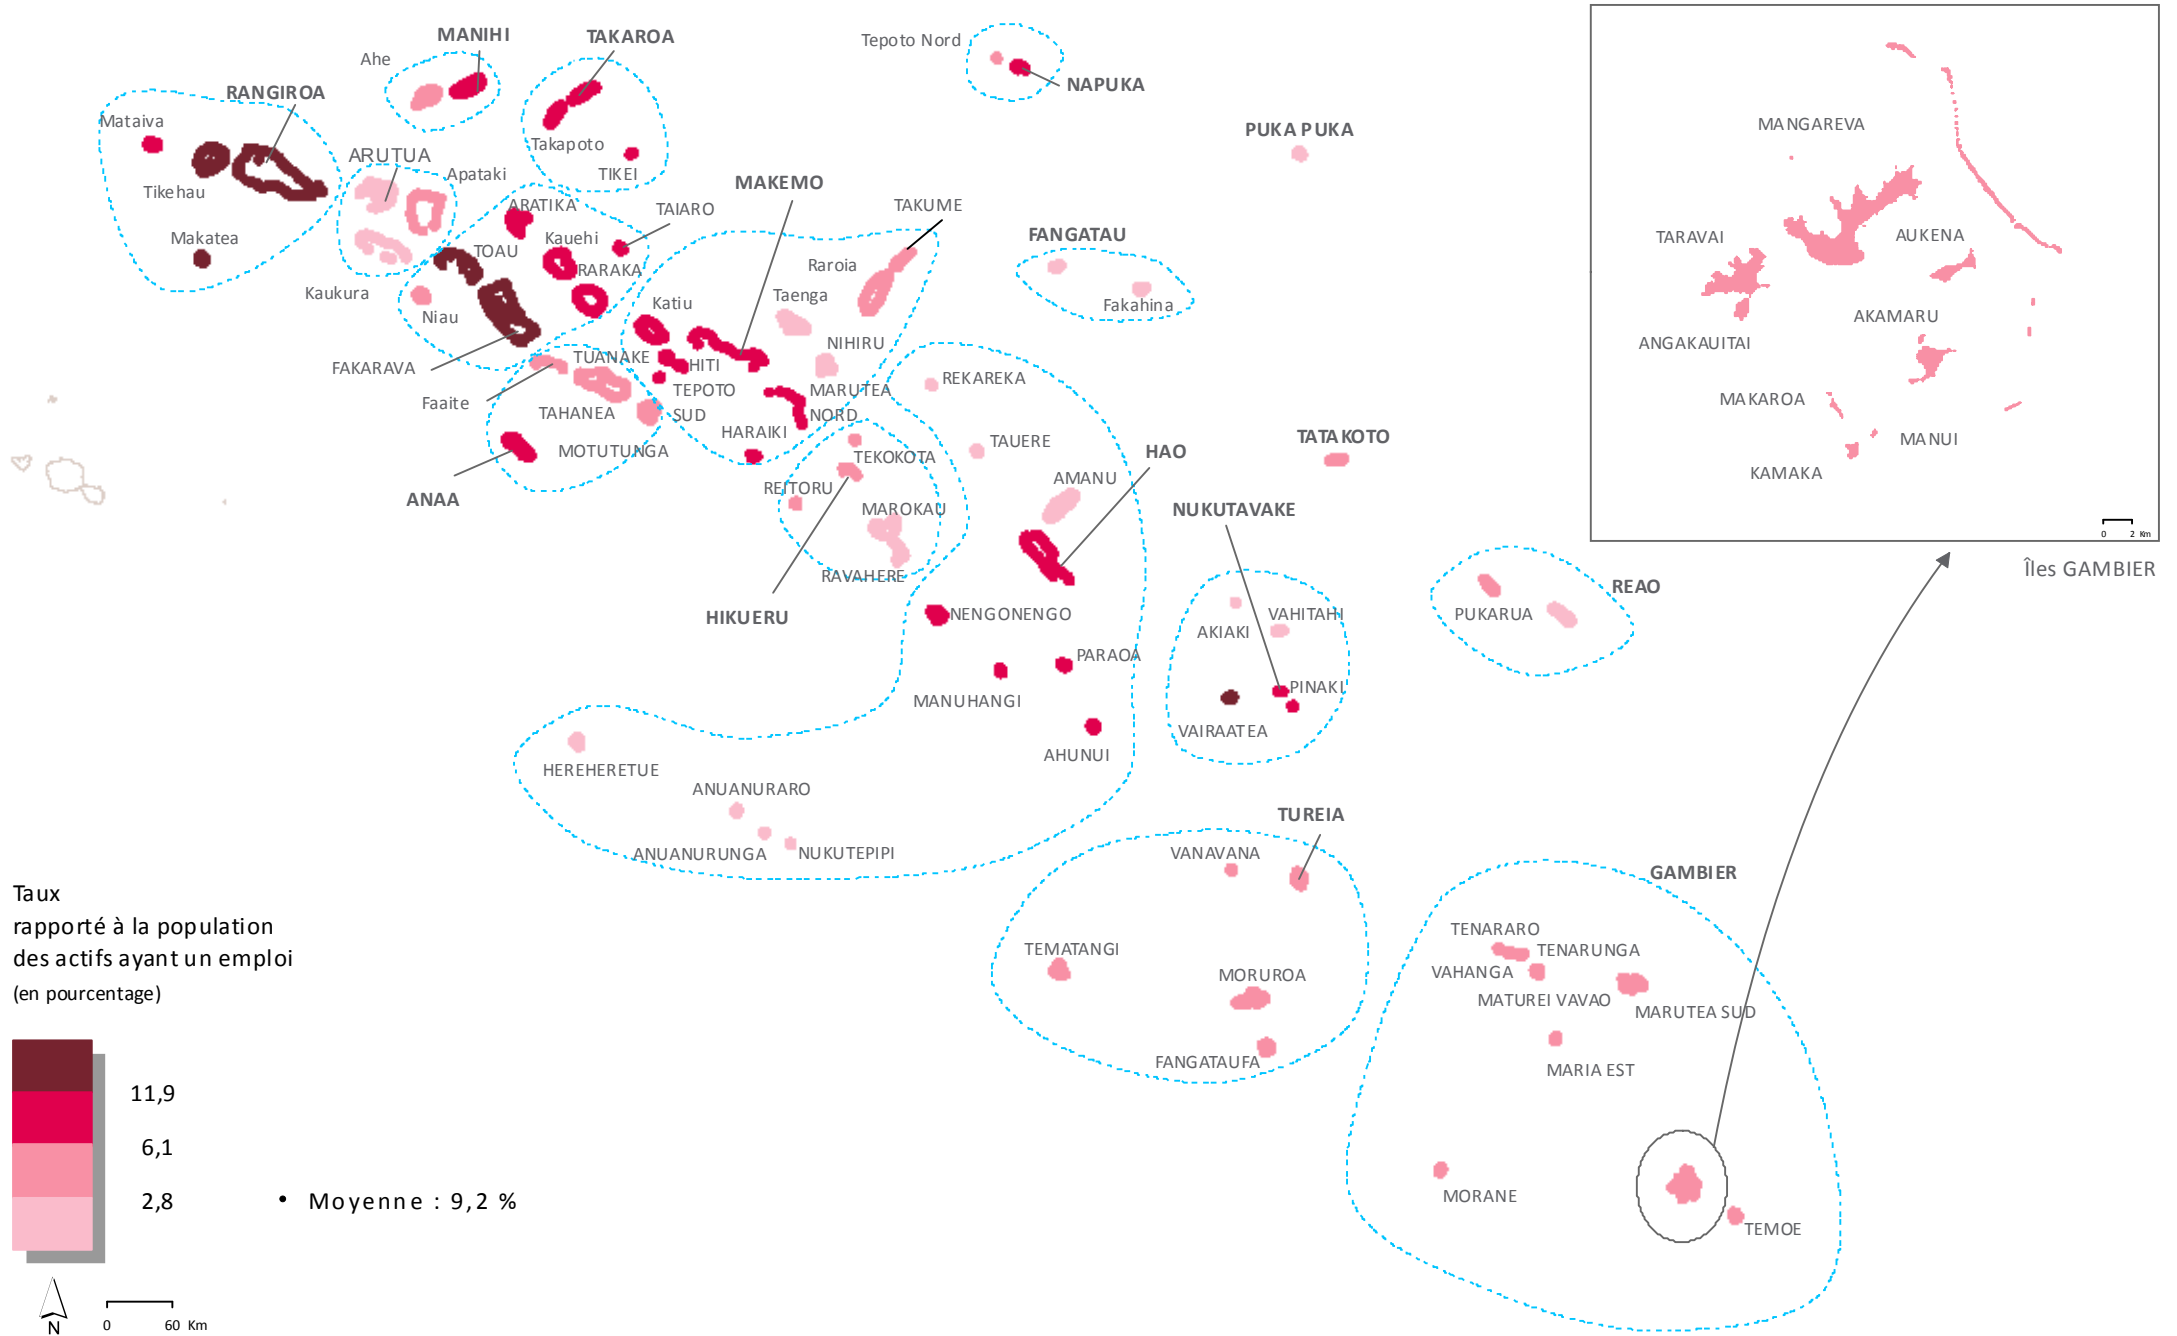 MANIHI
TAKAROA
Tepoto Nord
Ahe
NAPUKA
RANGIROA
Mataiva
MANGAREVA
PUKA PUKA
Takapoto
ARUTUA
Apataki
TIKEI
MAKEMO
Tikehau
ARATIKA
TAIARO
TAKUME
Makatea
TOAU
Kauehi
FANGATAU
TARAVAI
AUKENA
RARAKA
Raroia
Kaukura
Niau
Katiu
Taenga
Fakahina
AKAMARU
ANGAKAUITAI
NIHIRU
FAKARAVA
TUANAKE
HITI
REKAREKA
Faaite
TEPOTO
SUD
MARUTEA
NORD
MAKAROA
TAHANEA
HARAIKI
MANUI
TATAKOTO
MOTUTUNGA
TAUERE
HAO
TEKOKOTA
KAMAKA
AMANU
REITORU
ANAA
MAROKAU
NUKUTAVAKE
0 2 Km
Îles GAMBIER
RAVAHERE
REAO
HIKUERU
NENGONENGO
VAHITAHI
PUKARUA
AKIAKI
PARAOA
MANUHANGI
PINAKI
VAIRAATEA
AHUNUI
HEREHERETUE
ANUANURARO
TUREIA
ANUANURUNGA
NUKUTEPIPI
VANAVANA
GAMBIER
Taux
rapporté à la population
des actifs ayant un emploi
(en pourcentage)
TENARARO
TEMATANGI
TENARUNGA
MORUROA
VAHANGA
MATUREI VAVAO
MARUTEA SUD
FANGATAUFA
MARIA EST
11,9
6,1
2,8
• Moyenne : 9,2 %
MORANE
TEMOE
N
0 60 Km